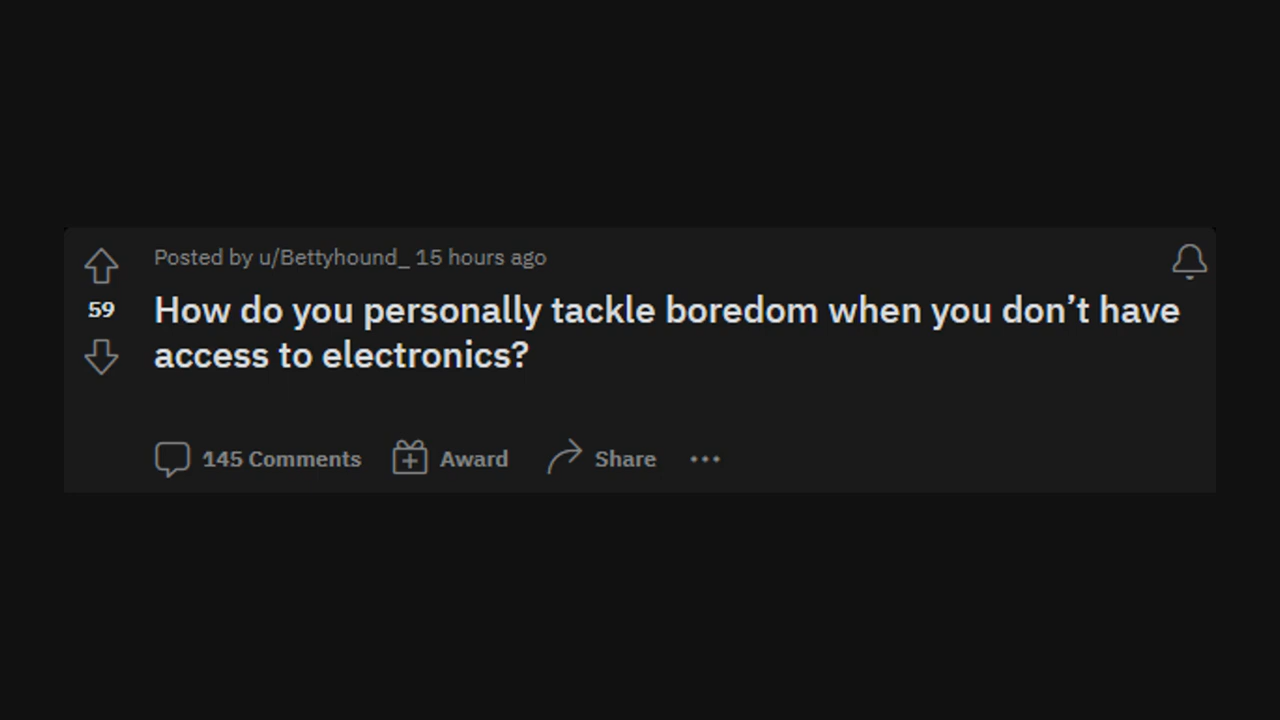 Posted by u/Bettyhound_ 15 hours ago
59
How do you personally tackle boredom when you don’t have
access to electronics?
145 Comments Award Share